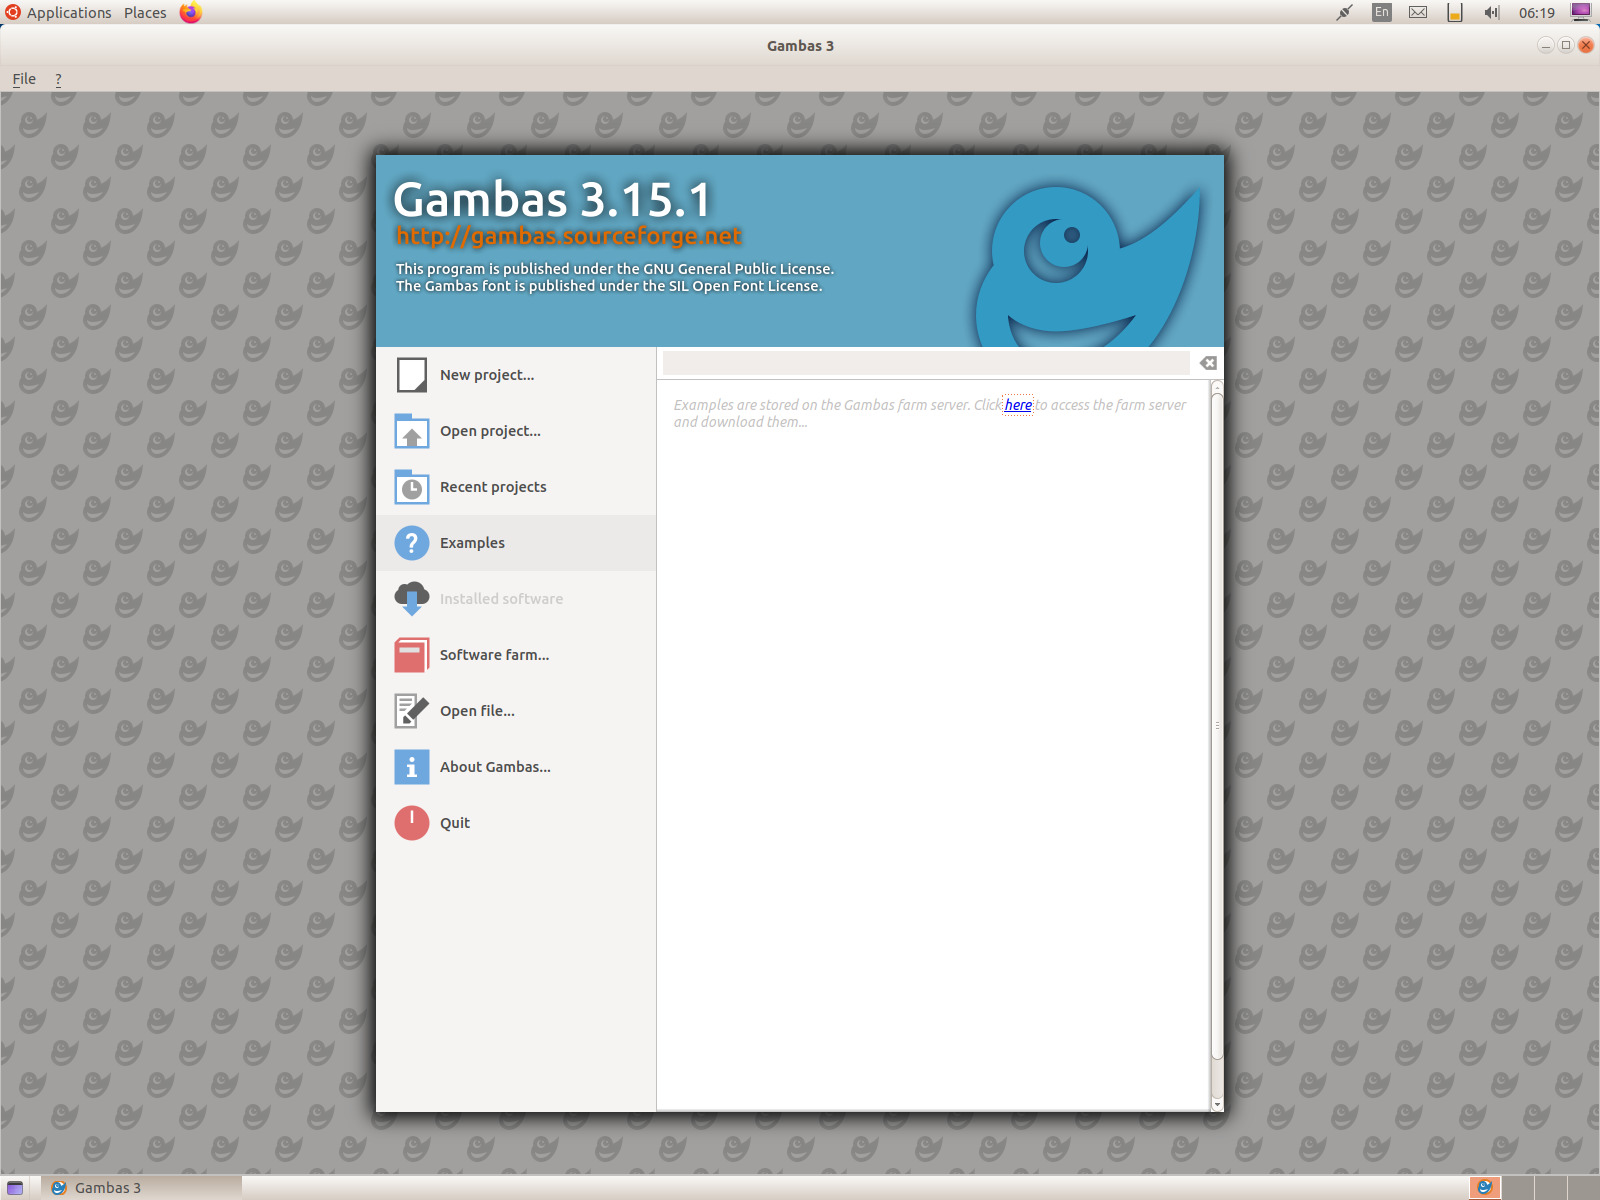 Applications Places
En
06:19
Gambas 3
File ?
Gambas 3.15.1
http://gambas.sourceforge.net
This program is published under the GNU General Public License.
The Gambas font is published under the SIL Open Font License.
New project...
Open project...
Recent projects
Examples
Installed software
Software farm...
Open file...
About Gambas...
Quit
Examples are stored on the Gambas farm server. Click here to access the farm server
and download them...
Gambas 3